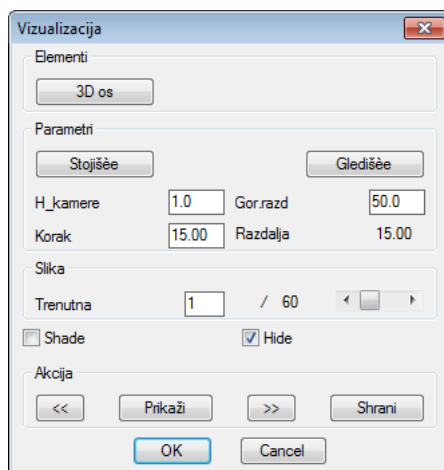 Vizualizacija
Elementi
3D os
Parametri
Stojišèe Gledišèe
H_kamere 1.0 Gor.razd 50.0
Korak 15.00 Razdalja 15.00
Slika
Trenutna 1 / 60
Shade Hide
Akcija
<< Prikaži >> Shrani
OK Cancel